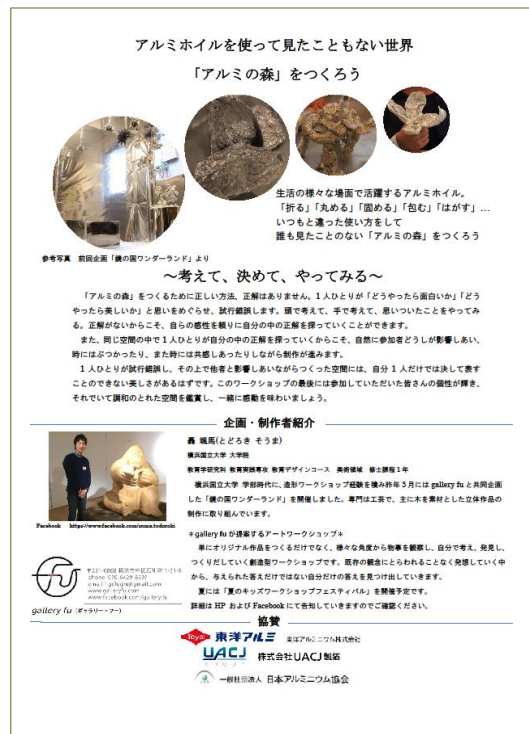 アルミホイルを使って見たこともない世界
「アルミの森」をつくろう
生活の様々な場面で活躍するアルミホイル。
「折る」「丸める」「固める」「包む」「はがす」…
いつもと違った使い方をして
誰も見たことのない「アルミの森」をつくろう
参考写真 前回企画「鏡の国ワンダーランド」より
～考えて、決めて、やってみる～
「アルミの森」をつくるために正しい方法、正解はありません。1人ひとりが「どうやったら面白いか」「どう
やったら美しいか」と思いをめぐらせ、試行錯誤します。頭で考えて、手で考えて、思いついたことをやってみ
る。正解がないからこそ、自らの感性を頼りに自分の中の正解を探っていくことができます。
また、同じ空間の中で1人ひとりが自分の中の正解を探っていくからこそ、自然に参加者どうしが影響しあい、
時にはぶつかったり、また時には共感しあったりしながら制作が進みます。
1人ひとりが試行錯誤し、その上で他者と影響しあいながらつくった空間には、自分1人だけでは決して表す
ことのできない美しさがあるはずです。このワークショップの最後には参加していただいた皆さんの個性が輝き、
それでいて調和のとれた空間を鑑賞し、一緒に感動を味わいましょう。
企画・制作者紹介
轟 颯馬(とどろき そうま)
横浜国立大学 大学院
教育学研究科 教育実践専攻 教育デザインコース 美術領域 修士課程1年
横浜国立大学 学部時代に、造形ワークショップ経験を積み昨年3月にはgallery fuと共同企画
した「鏡の国ワンダーランド」を開催しました。専門は工芸で、主に木を素材とした立体作品の
制作に取り組んでいます。
Facebook https://www.facebook.com/soma.todoroki
＊gallery fuが提案するアートワークショップ＊
単にオリジナル作品をつくるだけでなく、様々な角度から物事を観察し、自分で考え、発見し、
つくりだしていく創造型ワークショップです。既存の観念にとらわれることなく発想していく中
から、与えられた答えだけではない自分だけの答えを見つけ出していきます。
夏には「夏のキッズワークショップフェスティバル」を開催予定です。
詳細はHPおよびFacebookにて告知していきますのでご確認ください。
www.galleryfu.com
www.facebook.com/gallery.fu
gallery fu (ギャラリー・フー)
協賛
Toyal 東洋アルミ 東洋アルミニウム株式会社
UACJ 株式会社UACJ製箔
GROUP
一般社団法人 日本アルミニウム協会